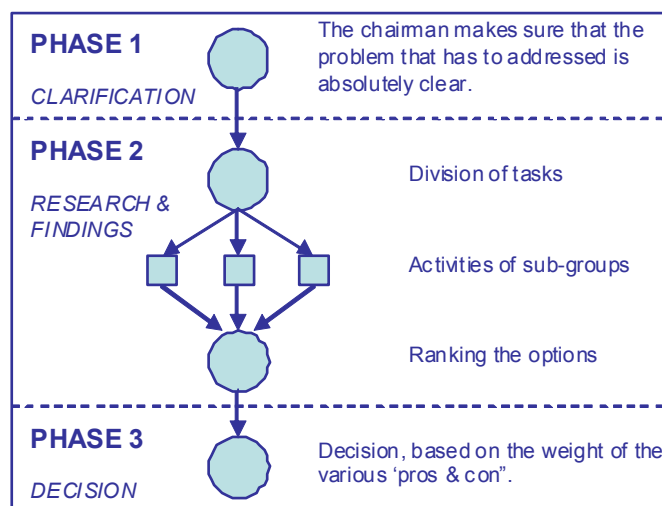 PHASE 1
CLARIFICATION
The chairman makes sure that the
problem that has to addressed is
absolutely clear.
PHASE 2
RESEARCH &
FINDINGS
Division of tasks
Activities of sub-groups
Ranking the options
PHASE 3
DECISION
Decision, based on the weight of the
various ‘pros & con”.